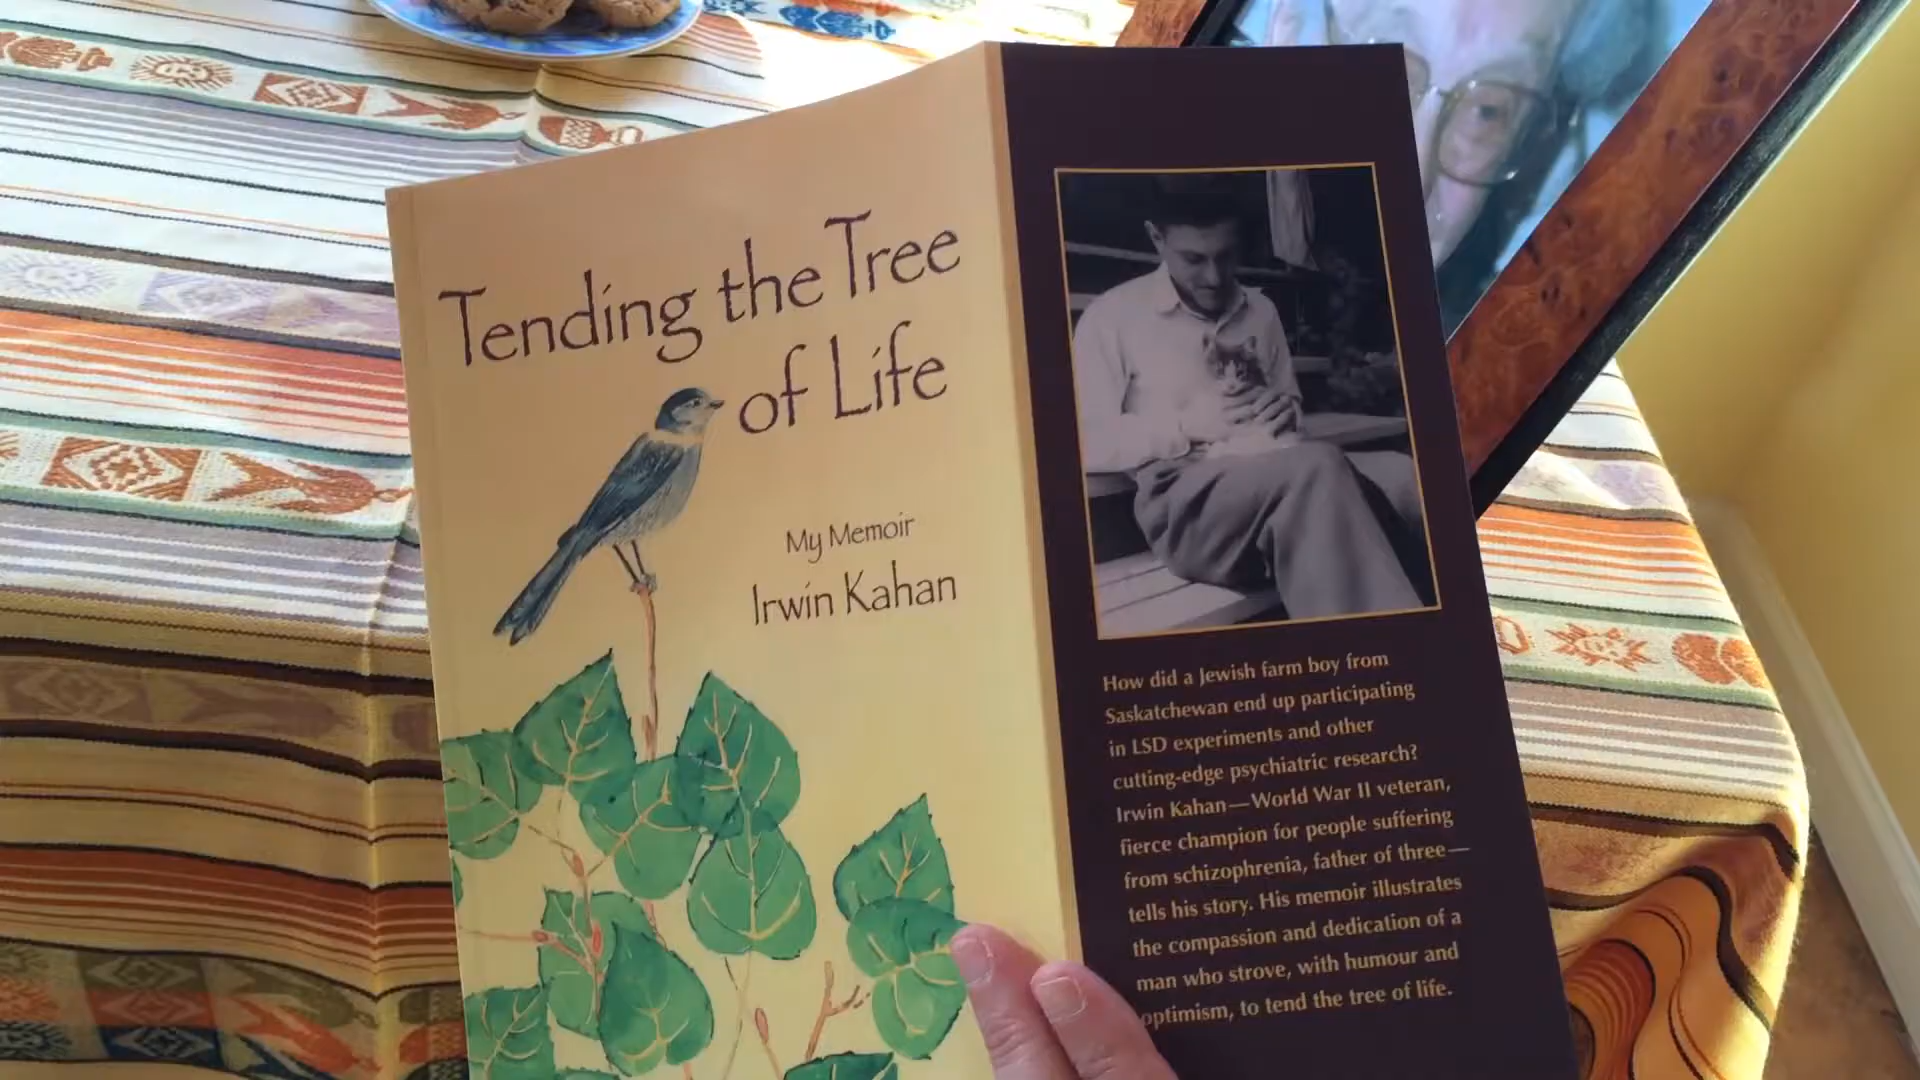 Tending the Tree
of Life
My Memoir
Irwin Kahan
How did a Jewish farm boy from
Saskatchewan end up participating
in LSD experiments and other
cutting-edge psychiatric research?
Irwin Kahan—World War II veteran,
fierce champion for people suffering
from schizophrenia, father of three—
tells his story. His memoir illustrates
the compassion and dedication of a
man who strove, with humour and
optimism, to tend the tree of life.